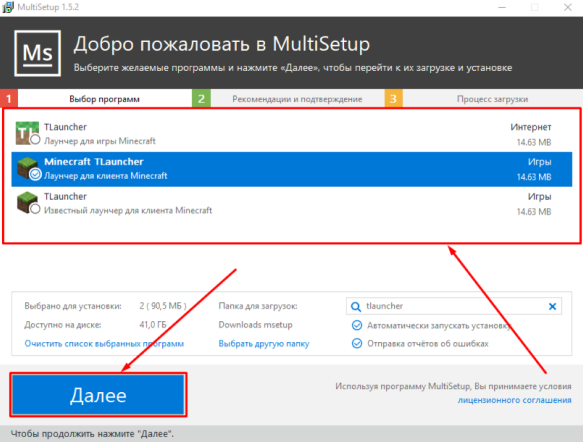 MultiSetup 1.5.2
Ms
Добро пожаловать в MultiSetup
Выберите желаемые программы и нажмите «Далее», чтобы перейти к их загрузке и установке
1 Выбор программ 2 Рекомендации и подтверждение 3 Процесс загрузки
TLauncher Интернет
Лаунчер для игры Minecraft 14.63 MB
Minecraft TLauncher Игры
Лаунчер для клиента Minecraft 14.63 MB
TLauncher Игры
Известный лаунчер для клиента Minecraft 14.63 MB
Выбрано для установки: 2 ( 90,5 МБ ) Папка для загрузок: tlauncher
Доступно на диске: 41,0 ГБ Downloads msetup Автоматически запускать установку
Очистить список выбранных программ Выбрать другую папку Отправка отчётов об ошибках
Далее
Используя программу MultiSetup, Вы принимаете условия
лицензионного соглашения
Чтобы продолжить нажмите "Далее".